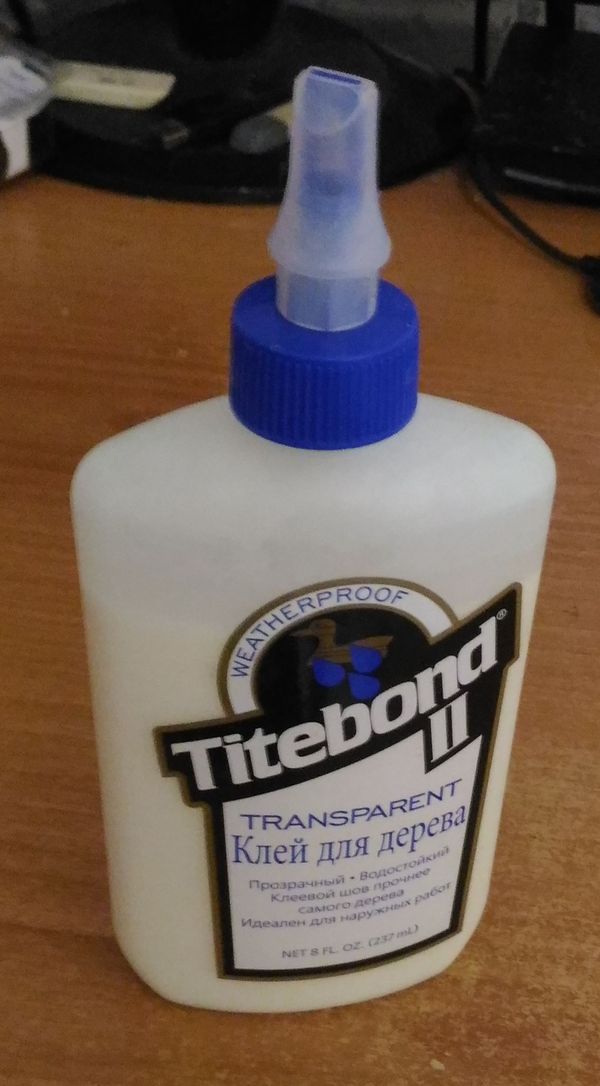 WEATHERPROOF
Titebond®
II
TRANSPARENT
Клей для дерева
Прозрачный • Водостойкий
Клеевой шов прочнее
самого дерева
Идеален для наружных работ
NET 8 FL. OZ. (237 mL)